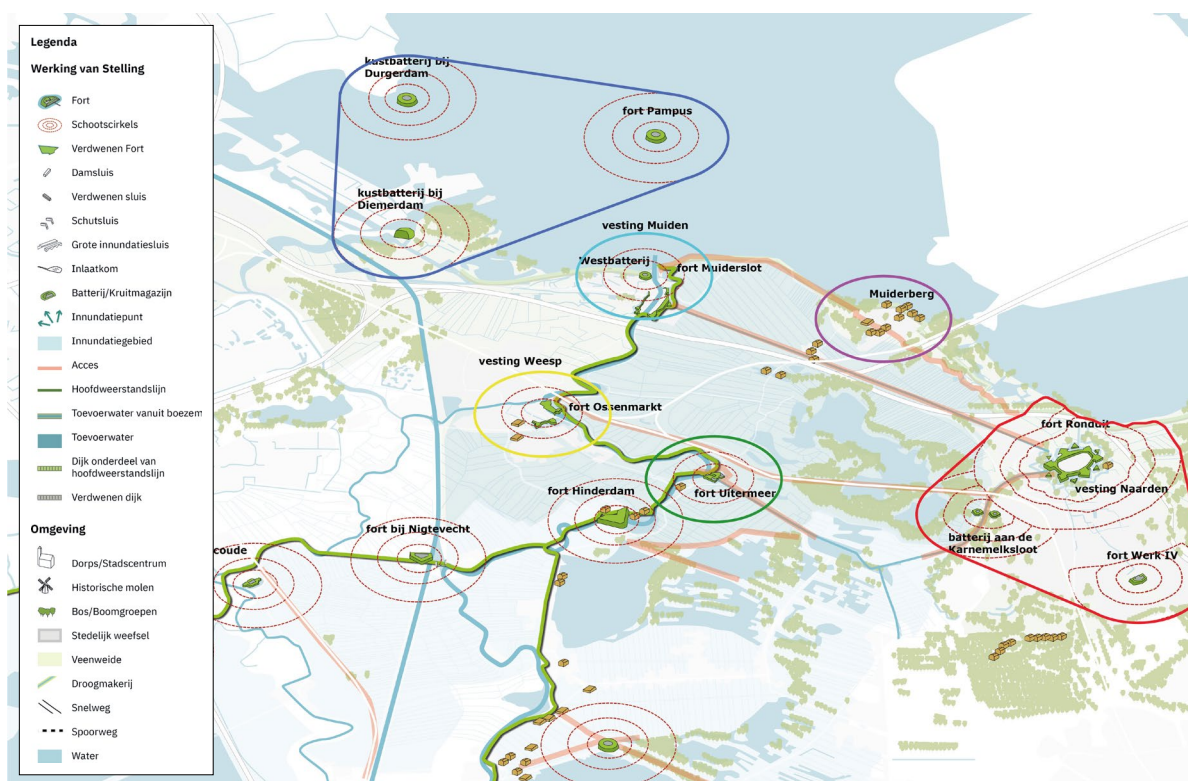 Legenda
Werking van Stelling
Fort
Schootscirkels
Verdwenen Fort
Damsluis
Verdwenen sluis
Schutsluis
Grote innundatiesluis
Inlaatkom
Batterij/Kruitmagazijn
Innundatiepunt
Innundatiegebied
Acces
Hoofdweerstandslijn
Toevoerwater vanuit boezem
Toevoerwater
Dijk onderdeel van
hoofdweerstandslijn
Verdwenen dijk
Omgeving
Dorps/Stadscentrum
Historische molen
Bos/Boomgroepen
Stedelijk weefsel
Veenweide
Droogmakerij
Snelweg
Spoorweg
Water
kustbatterij bij
Durgerdam
fort Pampus
kustbatterij bij
Diemerdam
vesting Muiden
Westbatterij
fort Muiderslot
Muiderberg
vesting Weesp
fort Ossenmarkt
fort Ronduit
vesting Naarden
fort Uitermeer
fort Hinderdam
batterij aan de
Karnemelksloot
fort bij Nigtevecht
fort Werk IV
coude